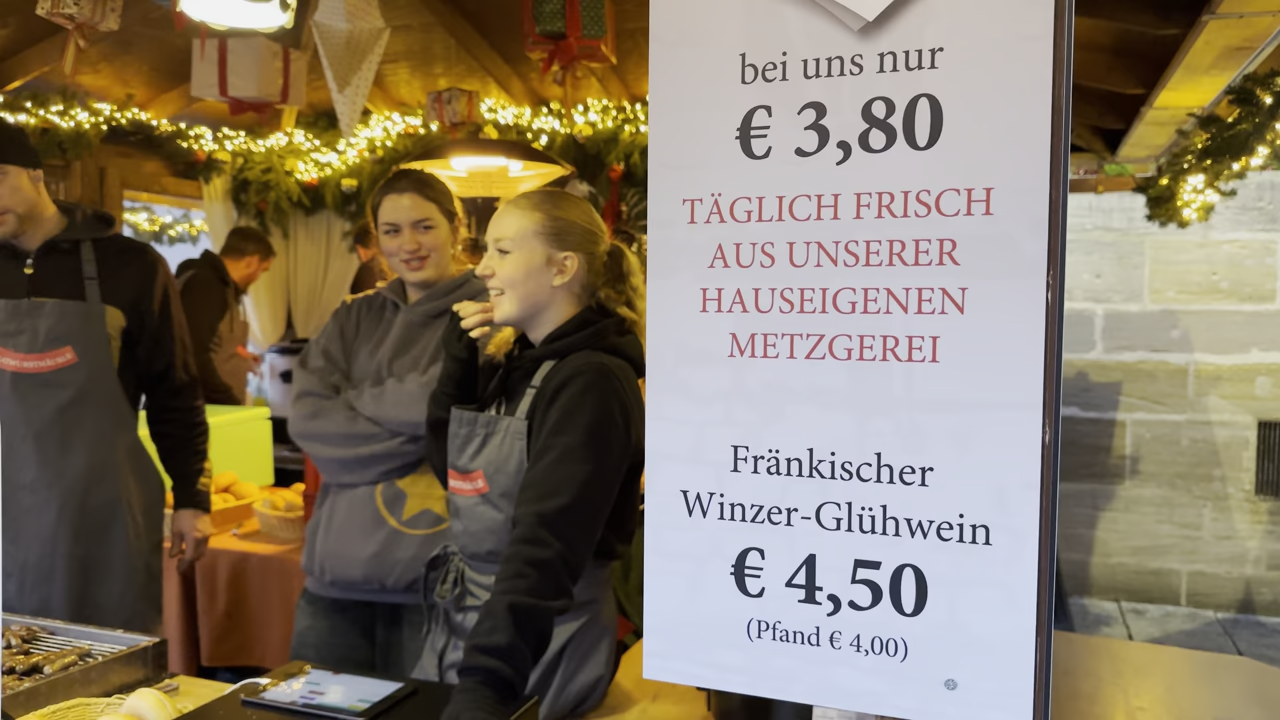 bei uns nur
€ 3,80
TÄGLICH FRISCH
AUS UNSERER
HAUSEIGENEN
METZGEREI
Fränkischer
Winzer-Glühwein
€ 4,50
(Pfand € 4,00)